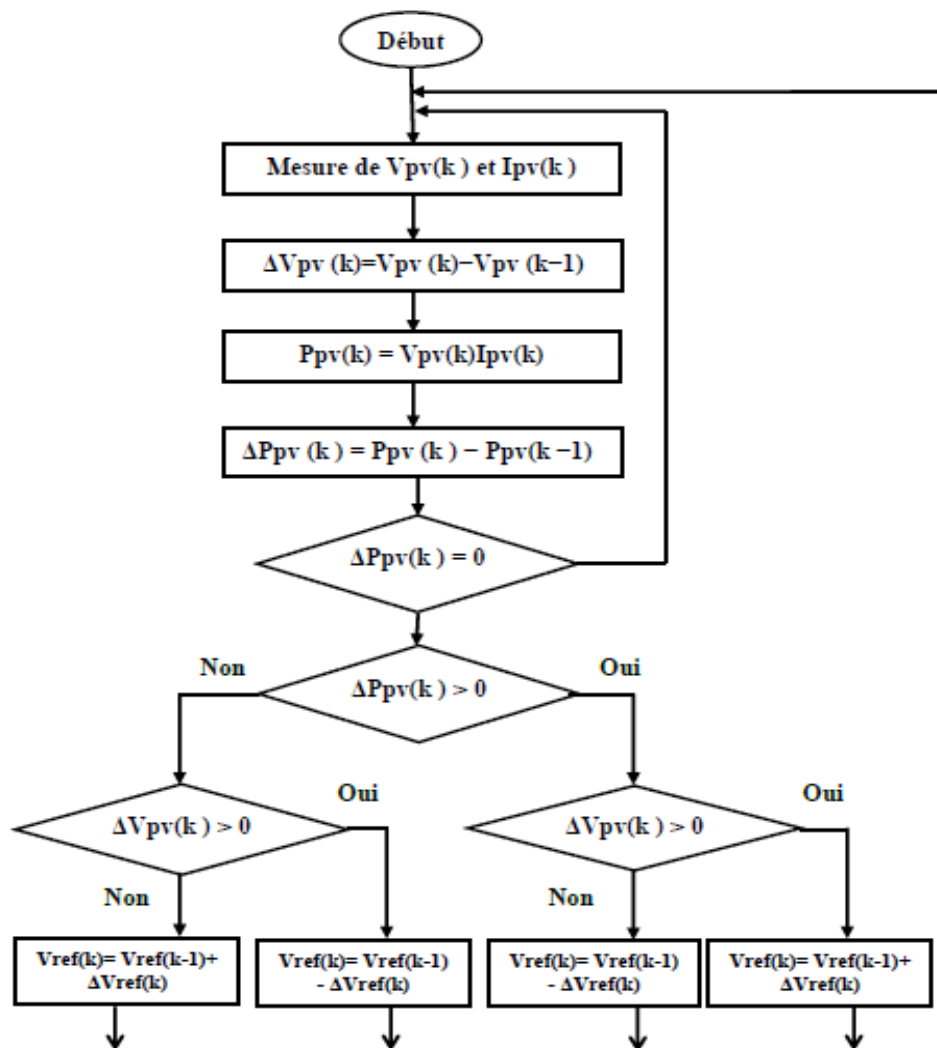 Début
Mesure de Vpv(k ) et Ipv(k )
ΔVpv (k)=Vpv (k)−Vpv (k−1)
Ppv(k) = Vpv(k)Ipv(k)
ΔPpv (k ) = Ppv (k ) − Ppv(k −1)
ΔPpv(k ) = 0
Non
Oui
ΔPpv(k ) > 0
Oui
Oui
ΔVpv(k ) > 0
ΔVpv(k ) > 0
Non
Non
Vref(k)= Vref(k-1)+
ΔVref(k)
Vref(k)= Vref(k-1)
- ΔVref(k)
Vref(k)= Vref(k-1)
- ΔVref(k)
Vref(k)= Vref(k-1)+
ΔVref(k)